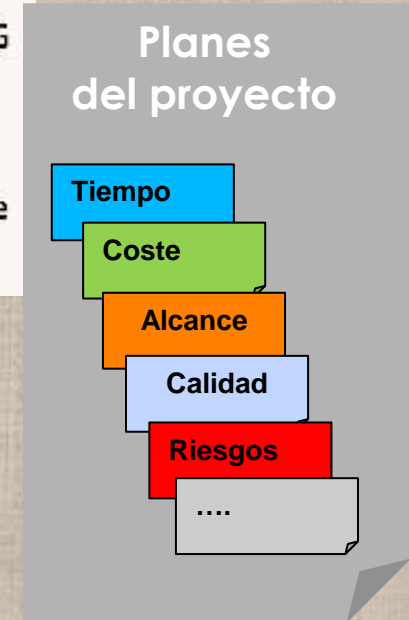 G
e
Planes
del proyecto
Tiempo
Coste
Alcance
Calidad
Riesgos
....